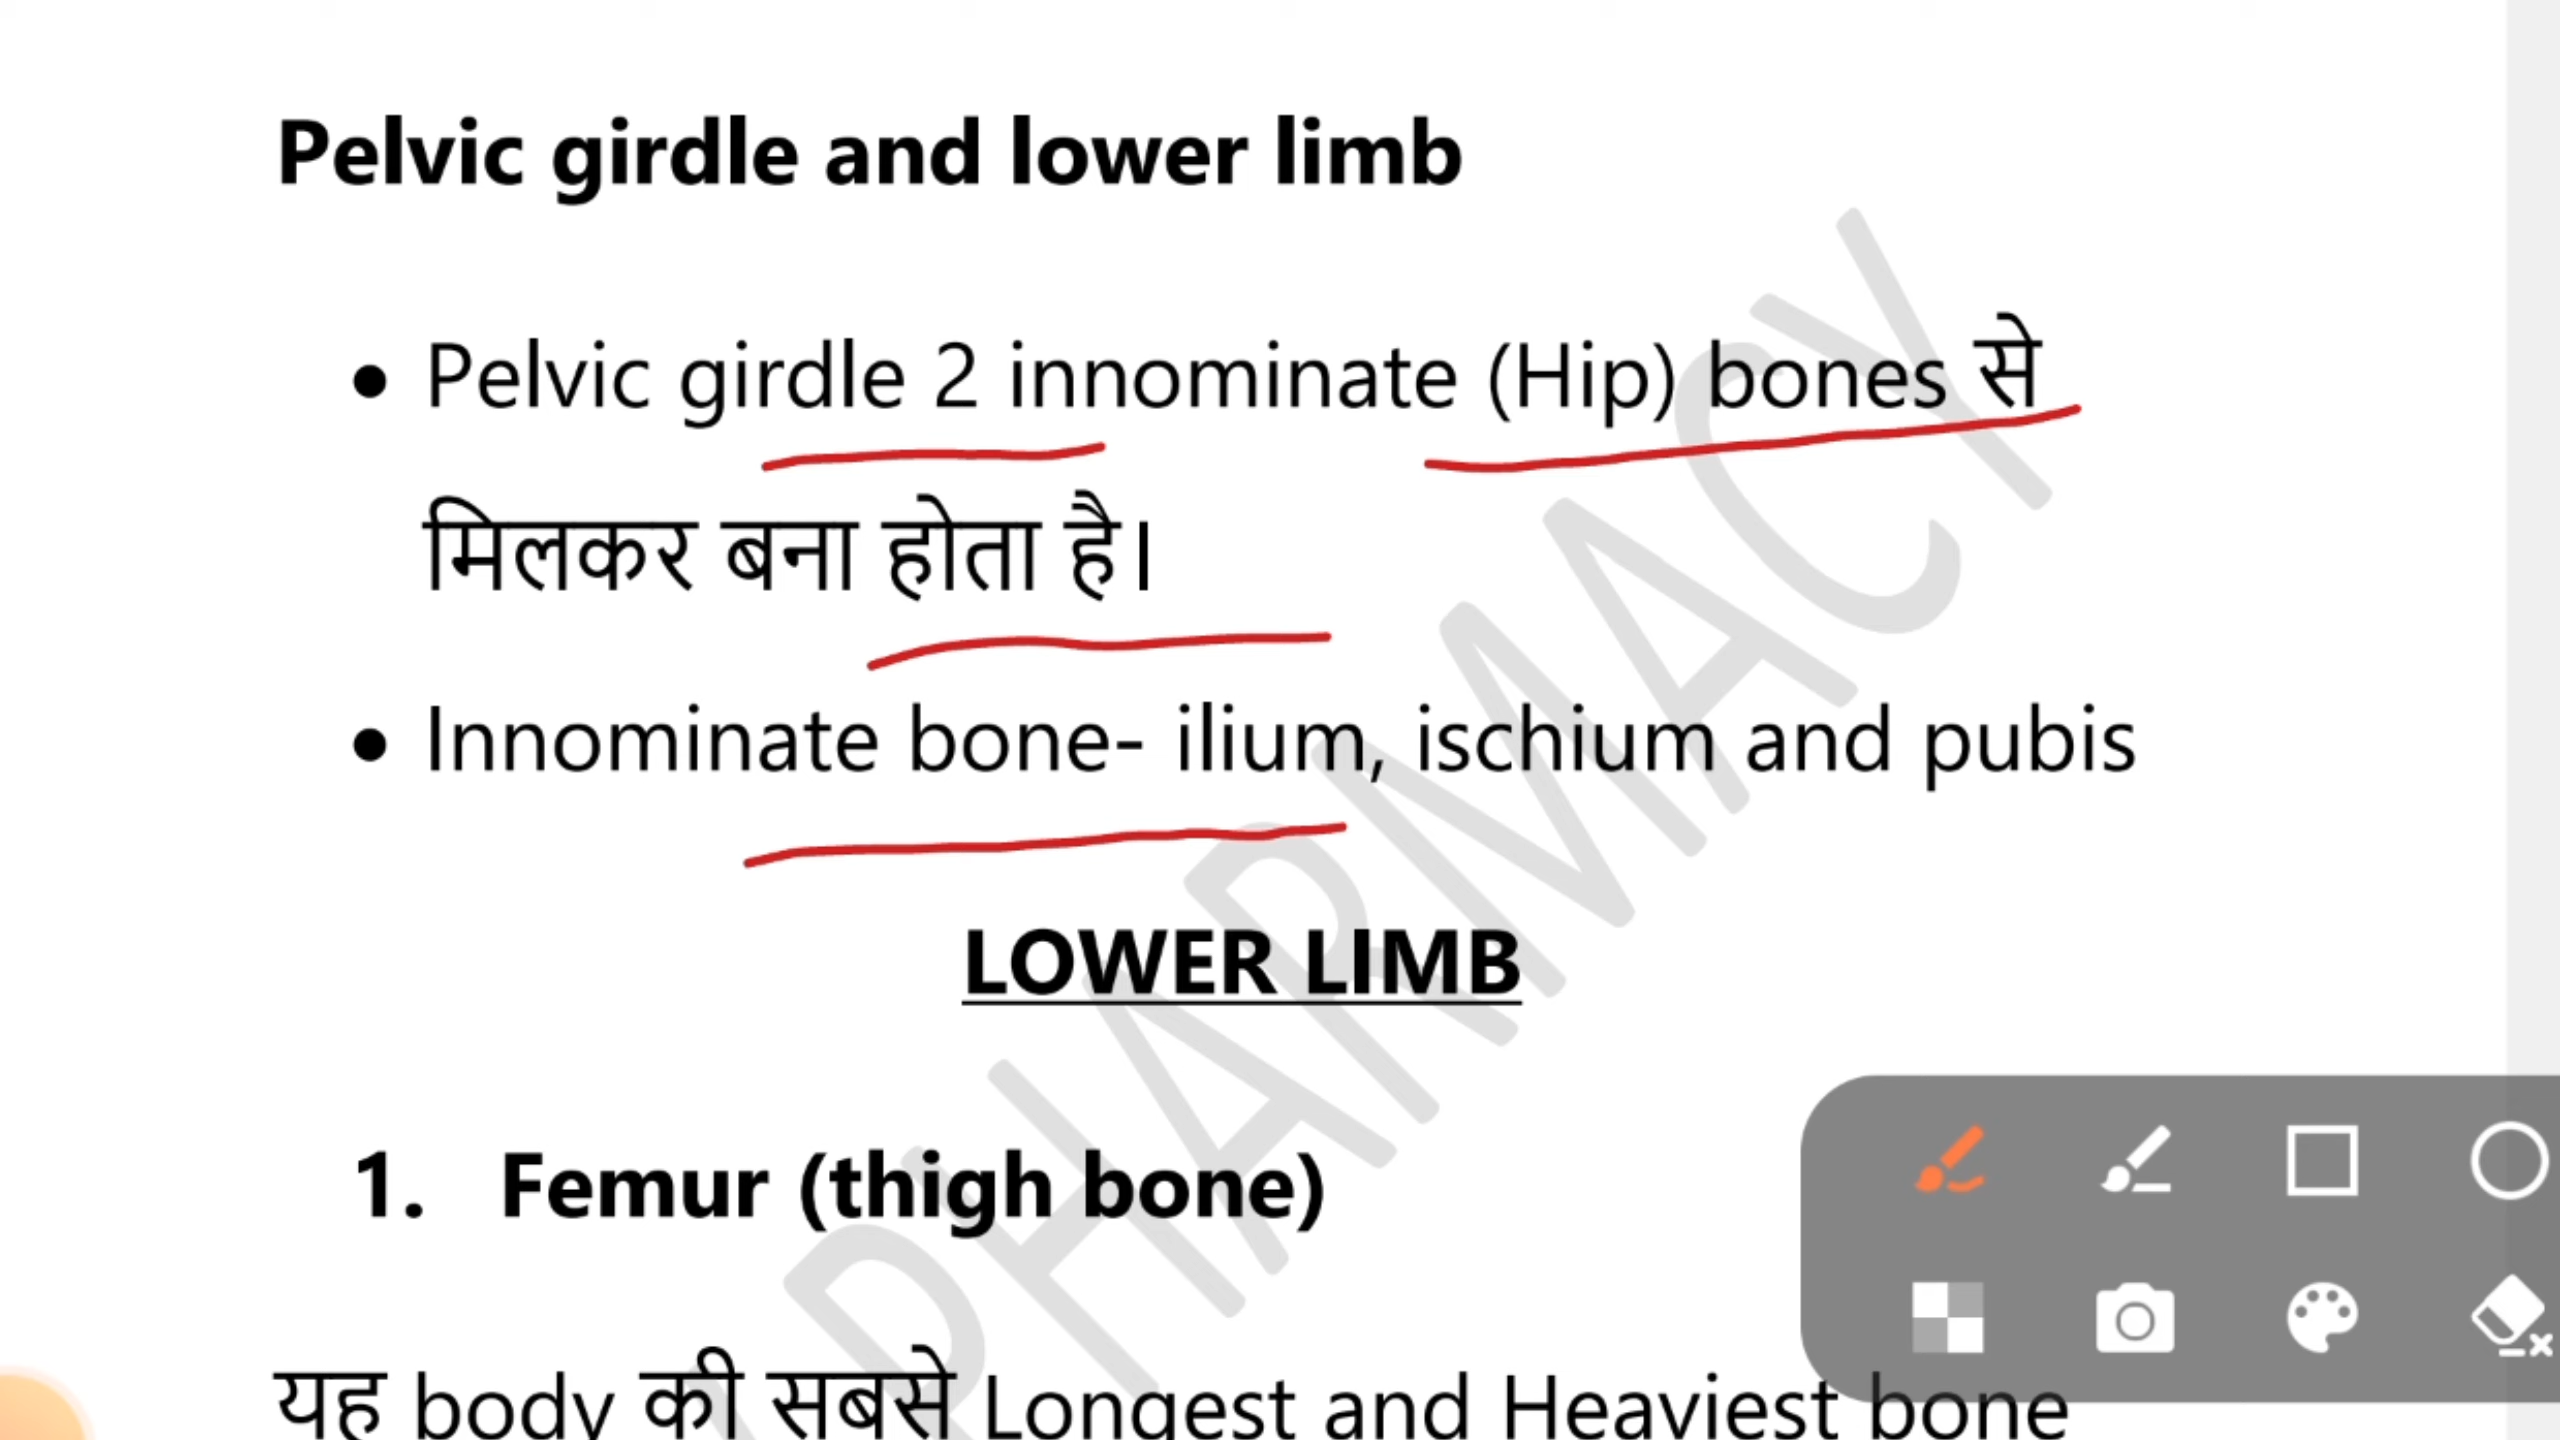 Pelvic girdle and lower limb
• Pelvic girdle 2 innominate (Hip) bones से
मिलकर बना होता है।
• Innominate bone- ilium, ischium and pubis
LOWER LIMB
1. Femur (thigh bone)
यह body की सबसे Longest and Heaviest bone
PHARMACY